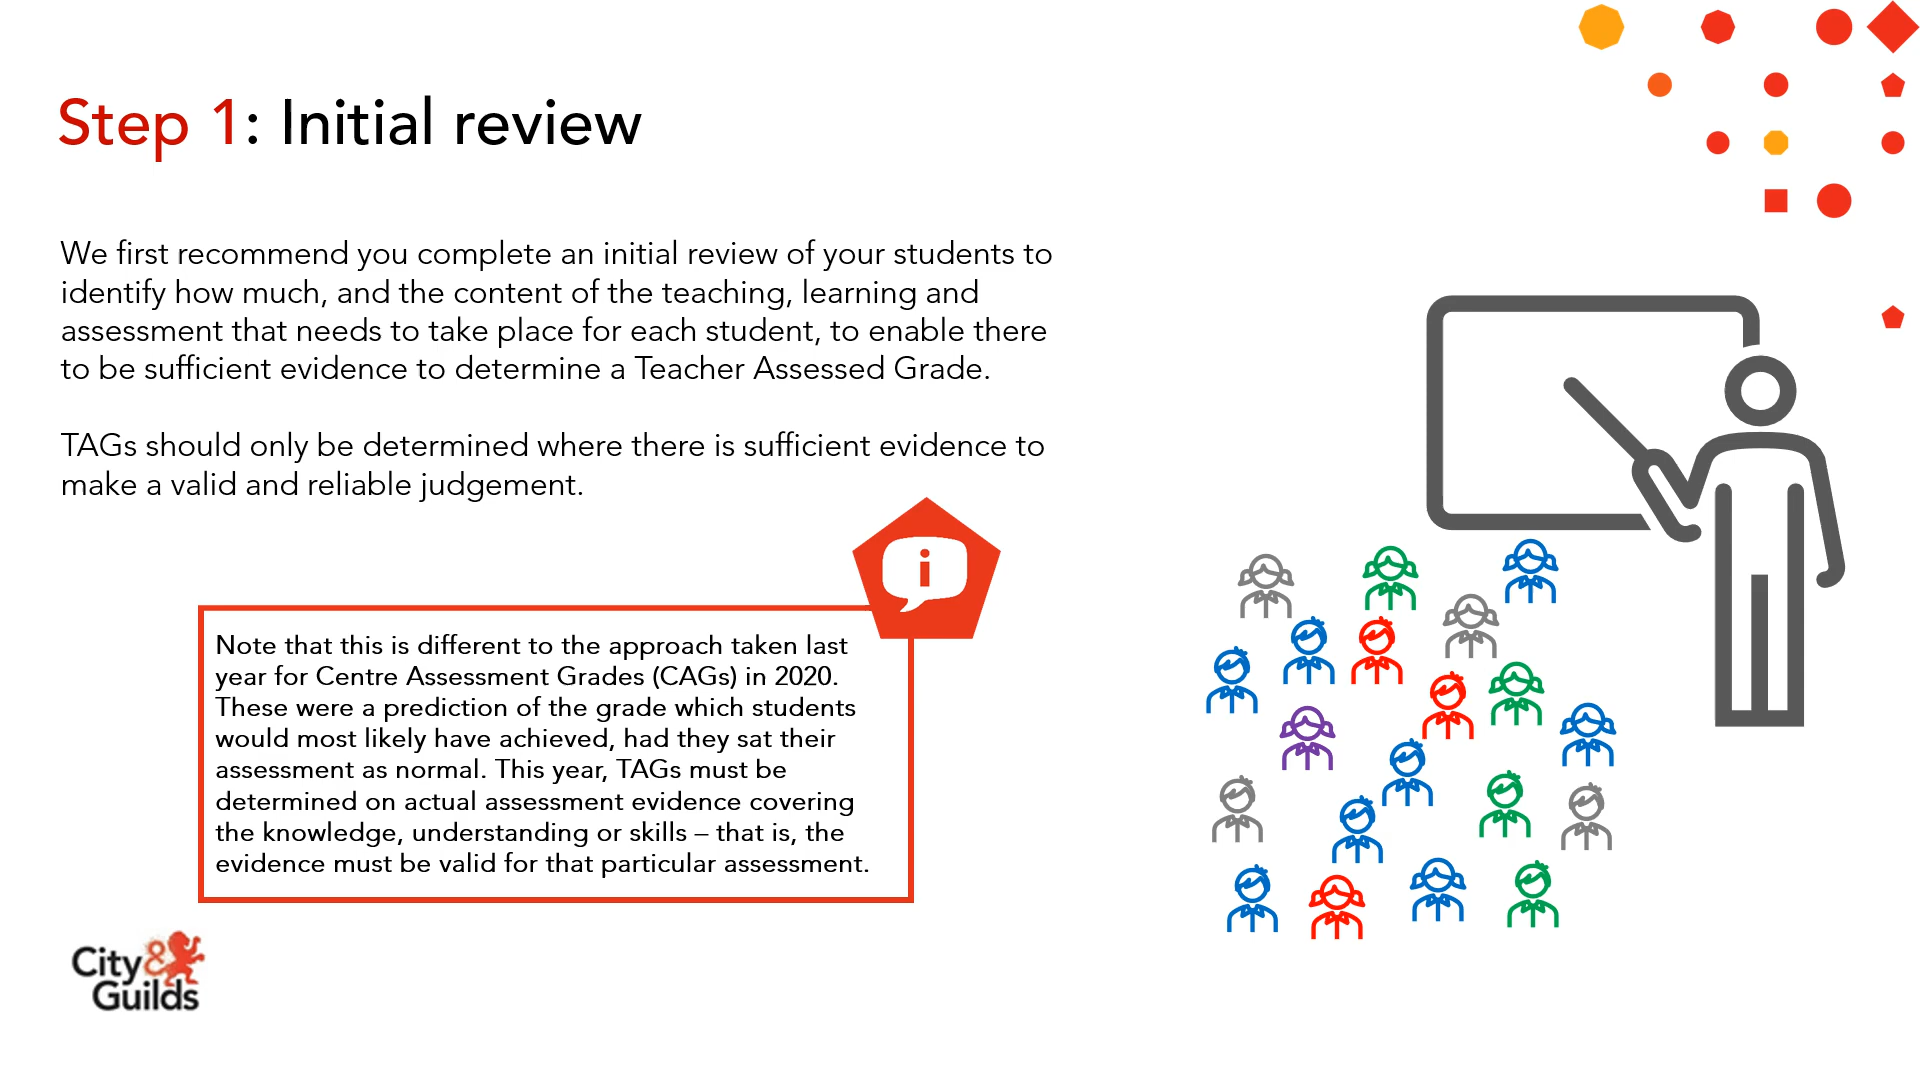 Step 1: Initial review
We first recommend you complete an initial review of your students to
identify how much, and the content of the teaching, learning and
assessment that needs to take place for each student, to enable there
to be sufficient evidence to determine a Teacher Assessed Grade.
TAGs should only be determined where there is sufficient evidence to
make a valid and reliable judgement.
i
Note that this is different to the approach taken last
year for Centre Assessment Grades (CAGs) in 2020.
These were a prediction of the grade which students
would most likely have achieved, had they sat their
assessment as normal. This year, TAGs must be
determined on actual assessment evidence covering
the knowledge, understanding or skills – that is, the
evidence must be valid for that particular assessment.
City&
Guilds